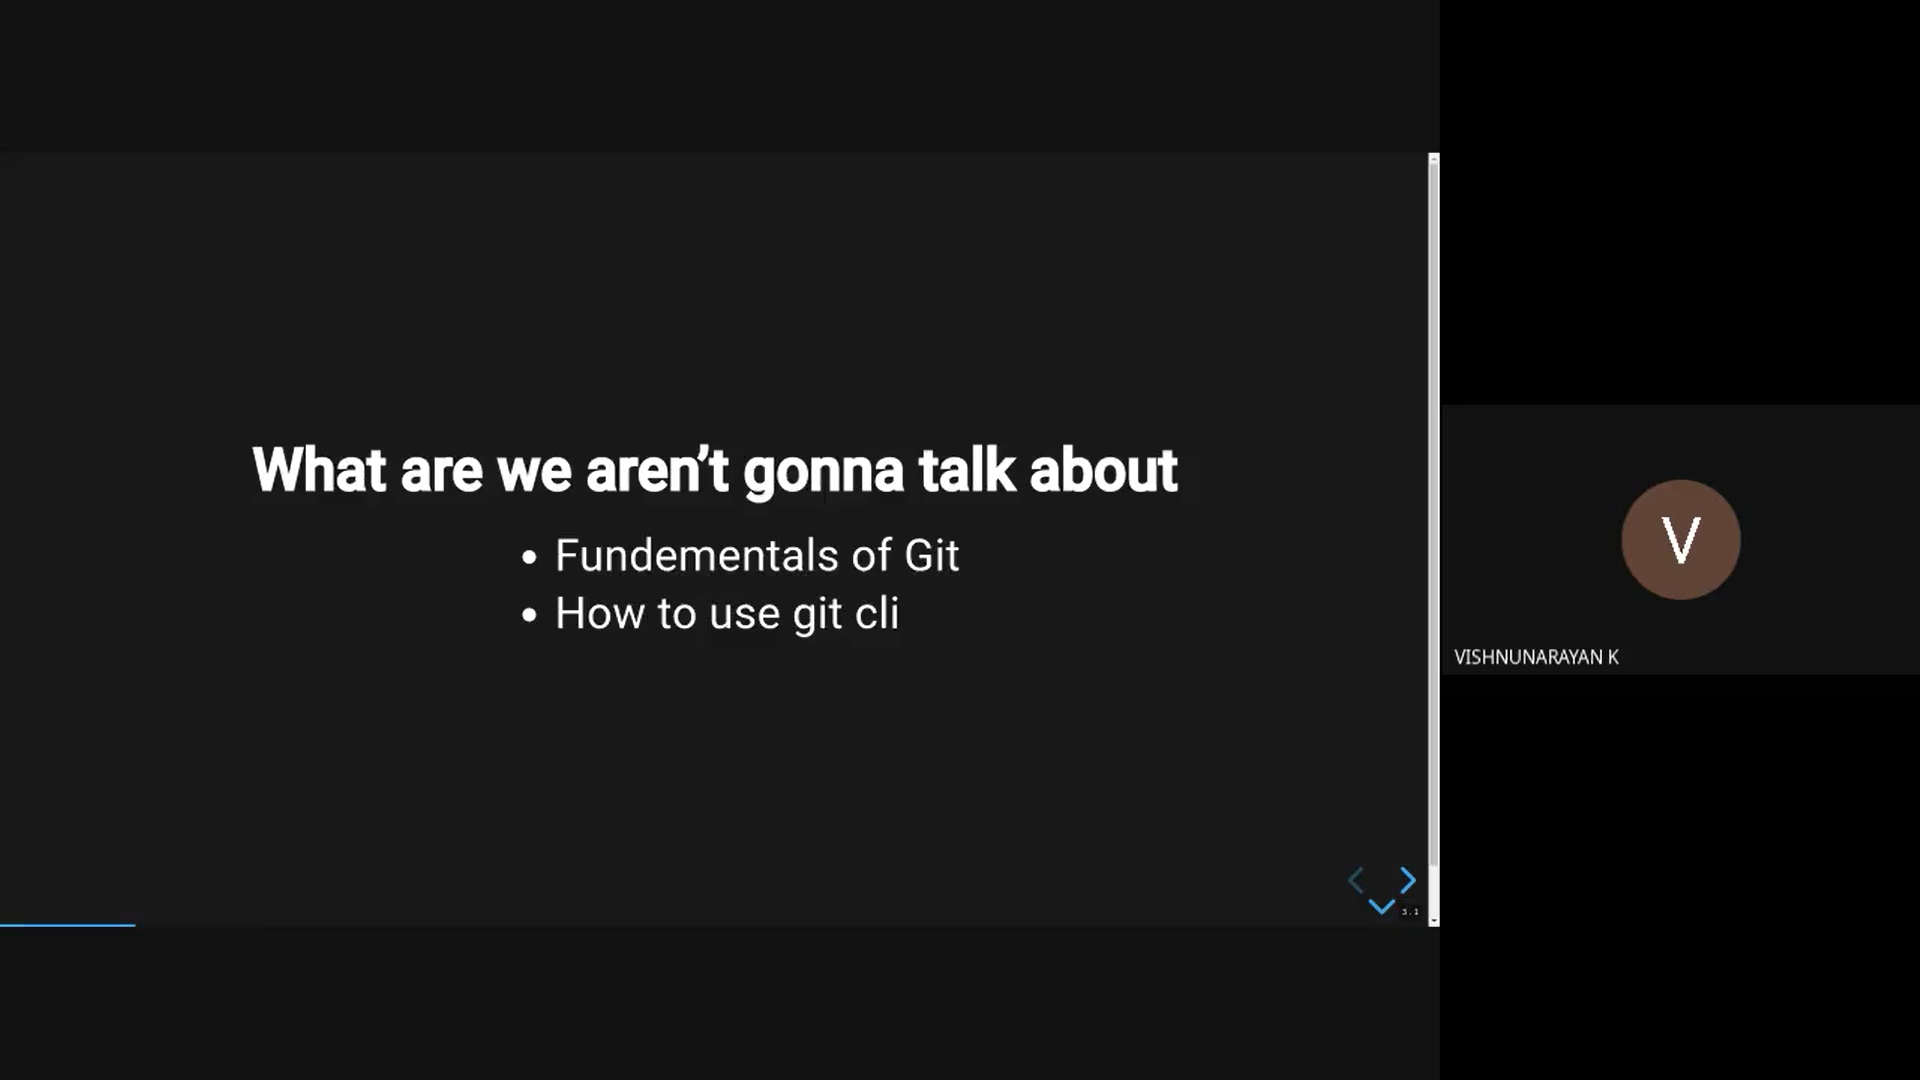 What are we aren’t gonna talk about
• Fundementals of Git
• How to use git cli
3.1
V
VISHNUNARAYAN K